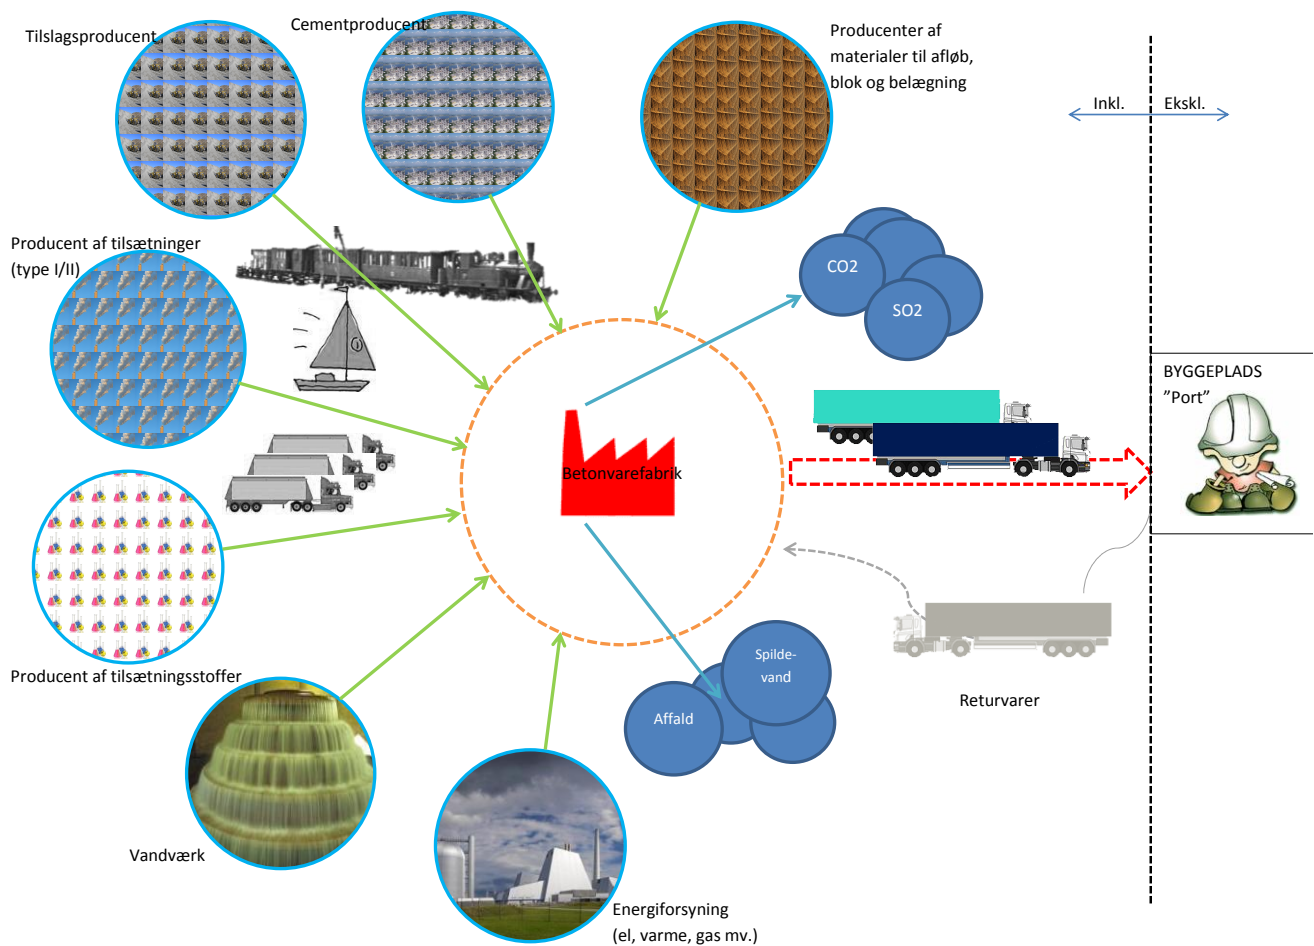 Tilslagsproducent
Cementproducent
Producenter af
materialer til afløb,
blok og belægning
Inkl.
Ekskl.
Producent af tilsætninger
(type I/II)
CO2
SO2
BYGGEPLADS
”Port”
Betonvarefabrik
Producent af tilsætningsstoffer
Spilde-
vand
Affald
Returvarer
Vandværk
Energiforsyning
(el, varme, gas mv.)